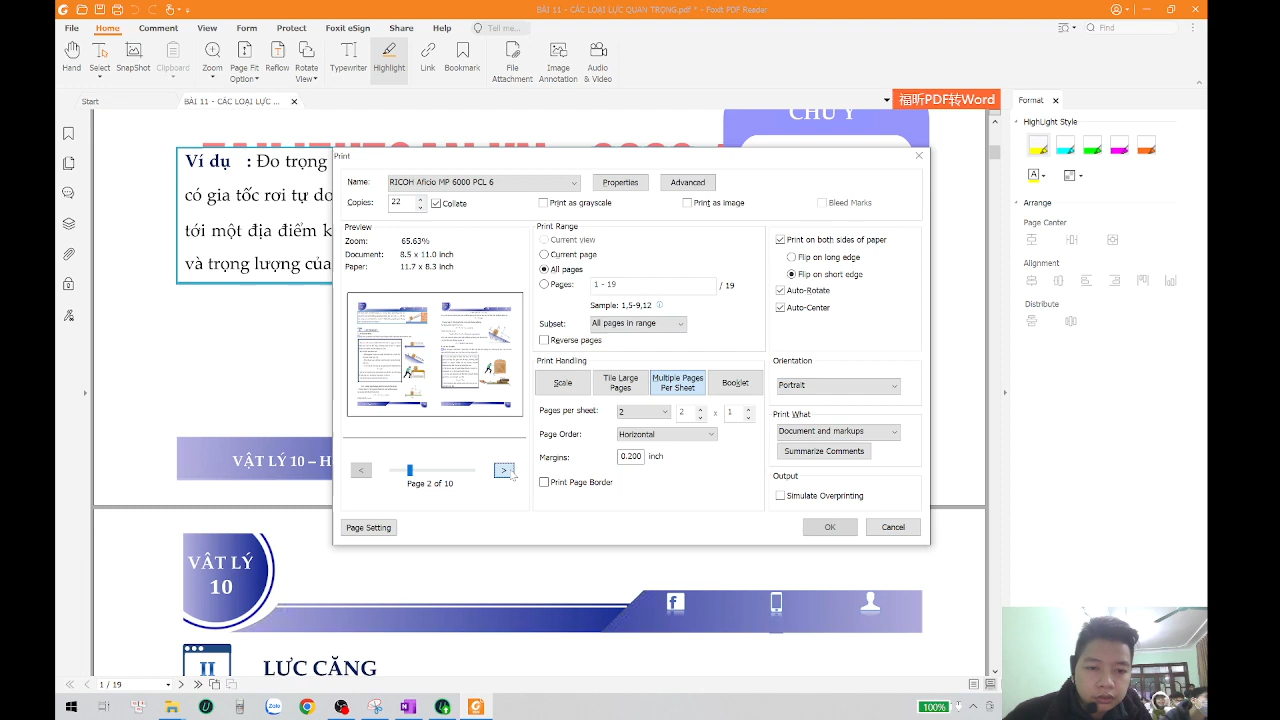 BÀI 11 - CÁC LOẠI LỰC QUAN TRỌNG.pdf * - Foxit PDF Reader
File Home Comment View Form Protect Foxit eSign Share Help Tell me... Find
Hand Select SnapShot Clipboard Zoom Page Fit Option Reflow Rotate View Typewriter Highlight Link Bookmark File Attachment Image Annotation Audio & Video
Start BÀI 11 - CÁC LOẠI LỰC ... 福昕PDF转Word Format
CHÚ Ý
HighLight Style
Arrange
Page Center
Alignment
Distribute
Ví dụ : Đo trọng
có gia tốc rơi tự do
tới một địa điểm k
và trọng lượng của
Print
Name: RICOH Aficio MP 6000 PCL 6 Properties Advanced
Copies: 22 Collate Print as grayscale Print as image Bleed Marks
Preview
Zoom: 65.63%
Document: 8.5 x 11.0 inch
Paper: 11.7 x 8.3 inch
< >
Page 2 of 10
Page Setting
Print Range
Current view
Current page
All pages
Pages: 1 - 19 / 19
Sample: 1,5-9,12
Subset: All pages in range
Reverse pages
Print Handling
Scale Tile Large Pages Multiple Pages Per Sheet Booklet
Pages per sheet: 2 2 x 1
Page Order: Horizontal
Margins: 0.200 inch
Print Page Border
Print on both sides of paper
Flip on long edge
Flip on short edge
Auto-Rotate
Auto-Center
Orientation
Portrait
Print What
Document and markups
Summarize Comments
Output
Simulate Overprinting
OK Cancel
VẬT LÝ 10 – H
VẬT LÝ
10
II LỰC CĂNG
1 / 19
Zalo
100%